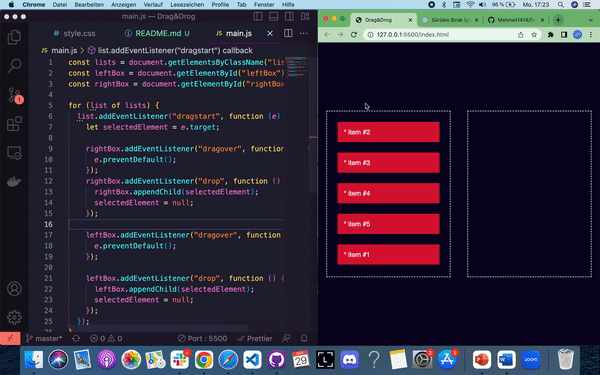 Chrome Datei Bearbeiten Ansicht Verlauf Lesezeichen Profile Tab Fenster Hilfe 96 % Mo. 17:23
main.js — Drag&Drog
# style.css README.md U JS main.js
JS main.js > list.addEventListener("dragstart") callback
1 const lists = document.getElementsByClassName("lis
2 const leftBox = document.getElementById("leftBox")
3 const rightBox = document.getElementById("rightBox
4
5 for (list of lists) {
6 list.addEventListener("dragstart", function (e)
7 let selectedElement = e.target;
8
9 rightBox.addEventListener("dragover", function
10 e.preventDefault();
11 });
12 rightBox.addEventListener("drop", function ()
13 rightBox.appendChild(selectedElement);
14 selectedElement = null;
15 });
16
17 leftBox.addEventListener("dragover", function
18 e.preventDefault();
19 });
20
21 leftBox.addEventListener("drop", function () {
22 leftBox.appendChild(selectedElement);
23 selectedElement = null;
24 });
25 });
master* 0 0 Port : 5500 Prettier
Drag&Drog
Sürükle Bırak
Mehmet1414/D
127.0.0.1:5500/index.html
* item #2
* item #3
* item #4
* item #5
* item #1
29
zoom